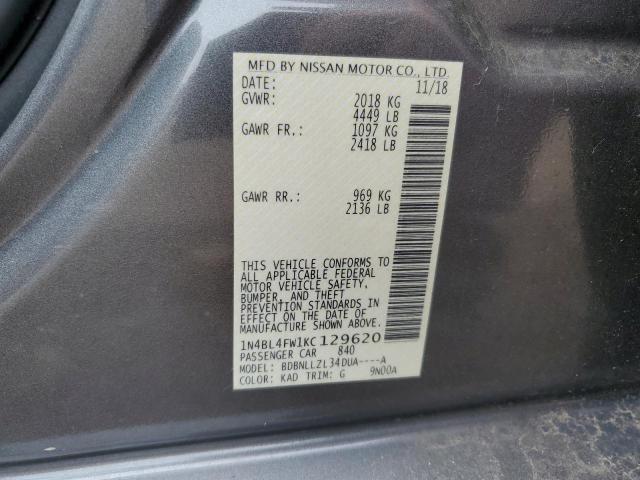 MFD BY NISSAN MOTOR CO., LTD.
DATE: 11/18
GVWR: 2018 KG
4449 LB
GAWR FR.: 1097 KG
2418 LB
GAWR RR.: 969 KG
2136 LB
THIS VEHICLE CONFORMS TO
ALL APPLICABLE FEDERAL
MOTOR VEHICLE SAFETY,
BUMPER, AND THEFT
PREVENTION STANDARDS IN
EFFECT ON THE DATE OF
MANUFACTURE SHOWN ABOVE.
1N4BL4FW1KC129620
PASSENGER CAR 840
MODEL: BDBNLLZL34DUA----A
COLOR: KAD TRIM: G 9N00A